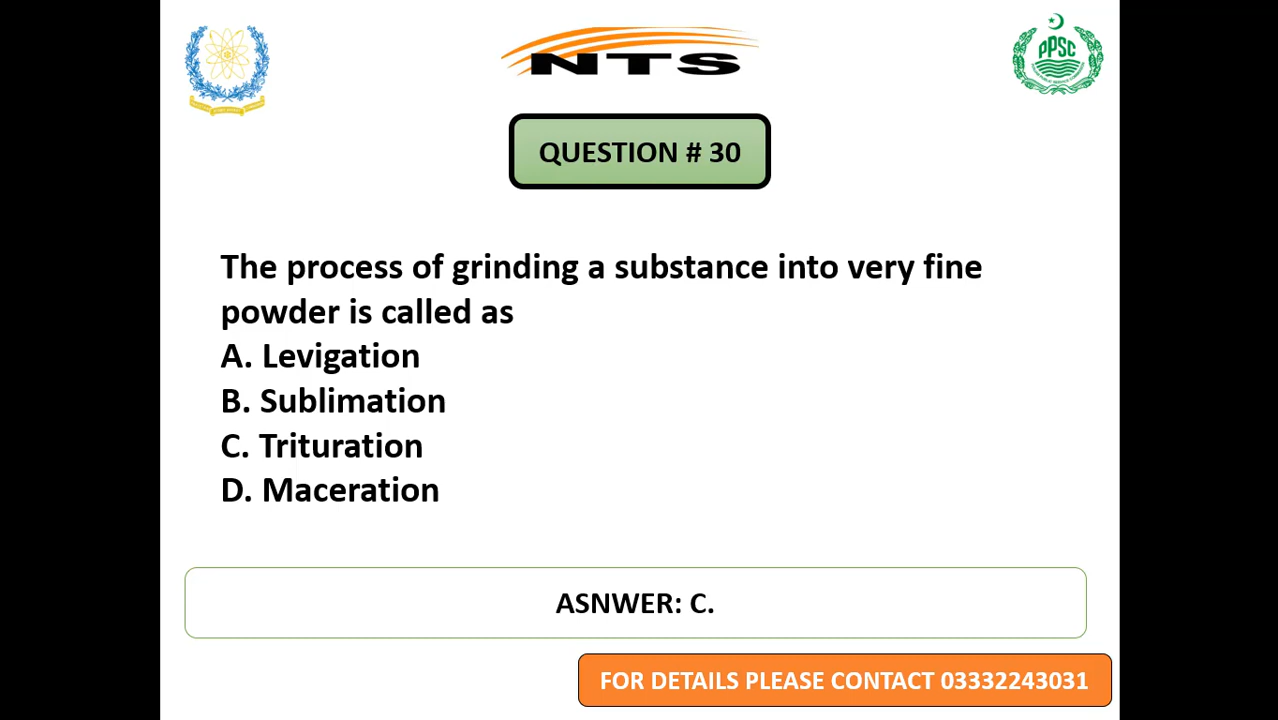 NTS
PPSC
QUESTION # 30
The process of grinding a substance into very fine
powder is called as
A. Levigation
B. Sublimation
C. Trituration
D. Maceration
ASNWER: C.
FOR DETAILS PLEASE CONTACT 03332243031